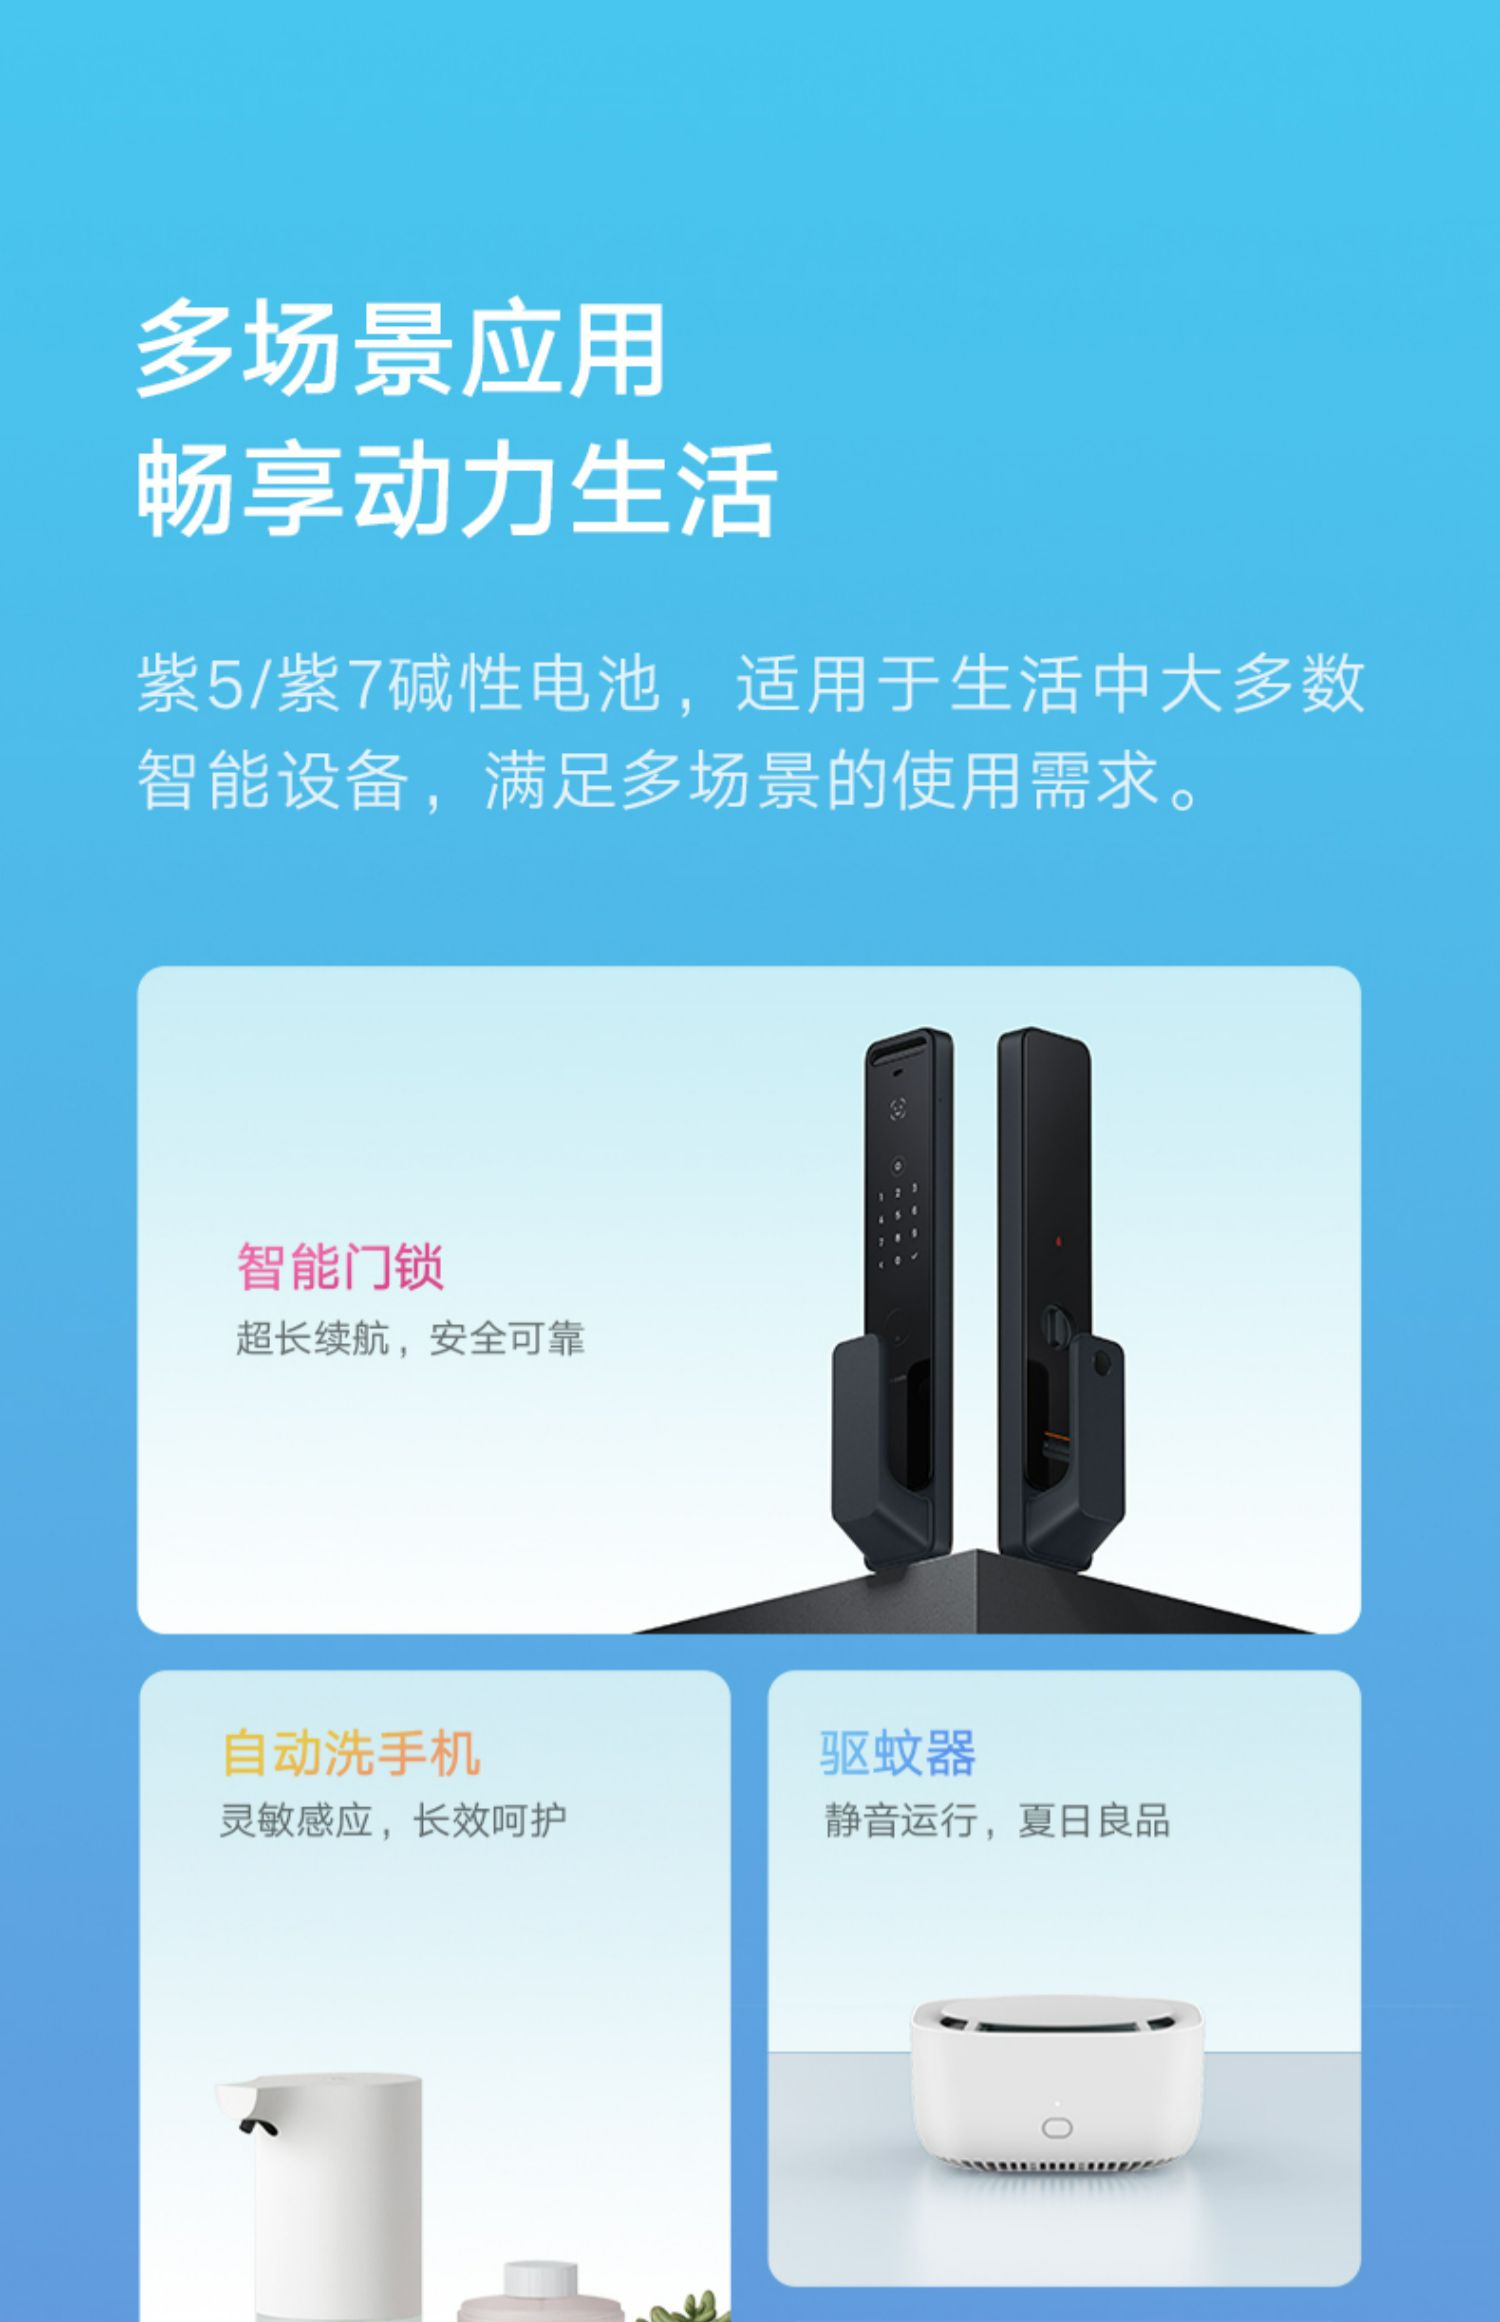 多场景应用
畅享动力生活
紫5/紫7碱性电池，适用于生活中大多数
智能设备，满足多场景的使用需求。
智能门锁
超长续航，安全可靠
自动洗手机
灵敏感应，长效呵护
驱蚊器
静音运行，夏日良品